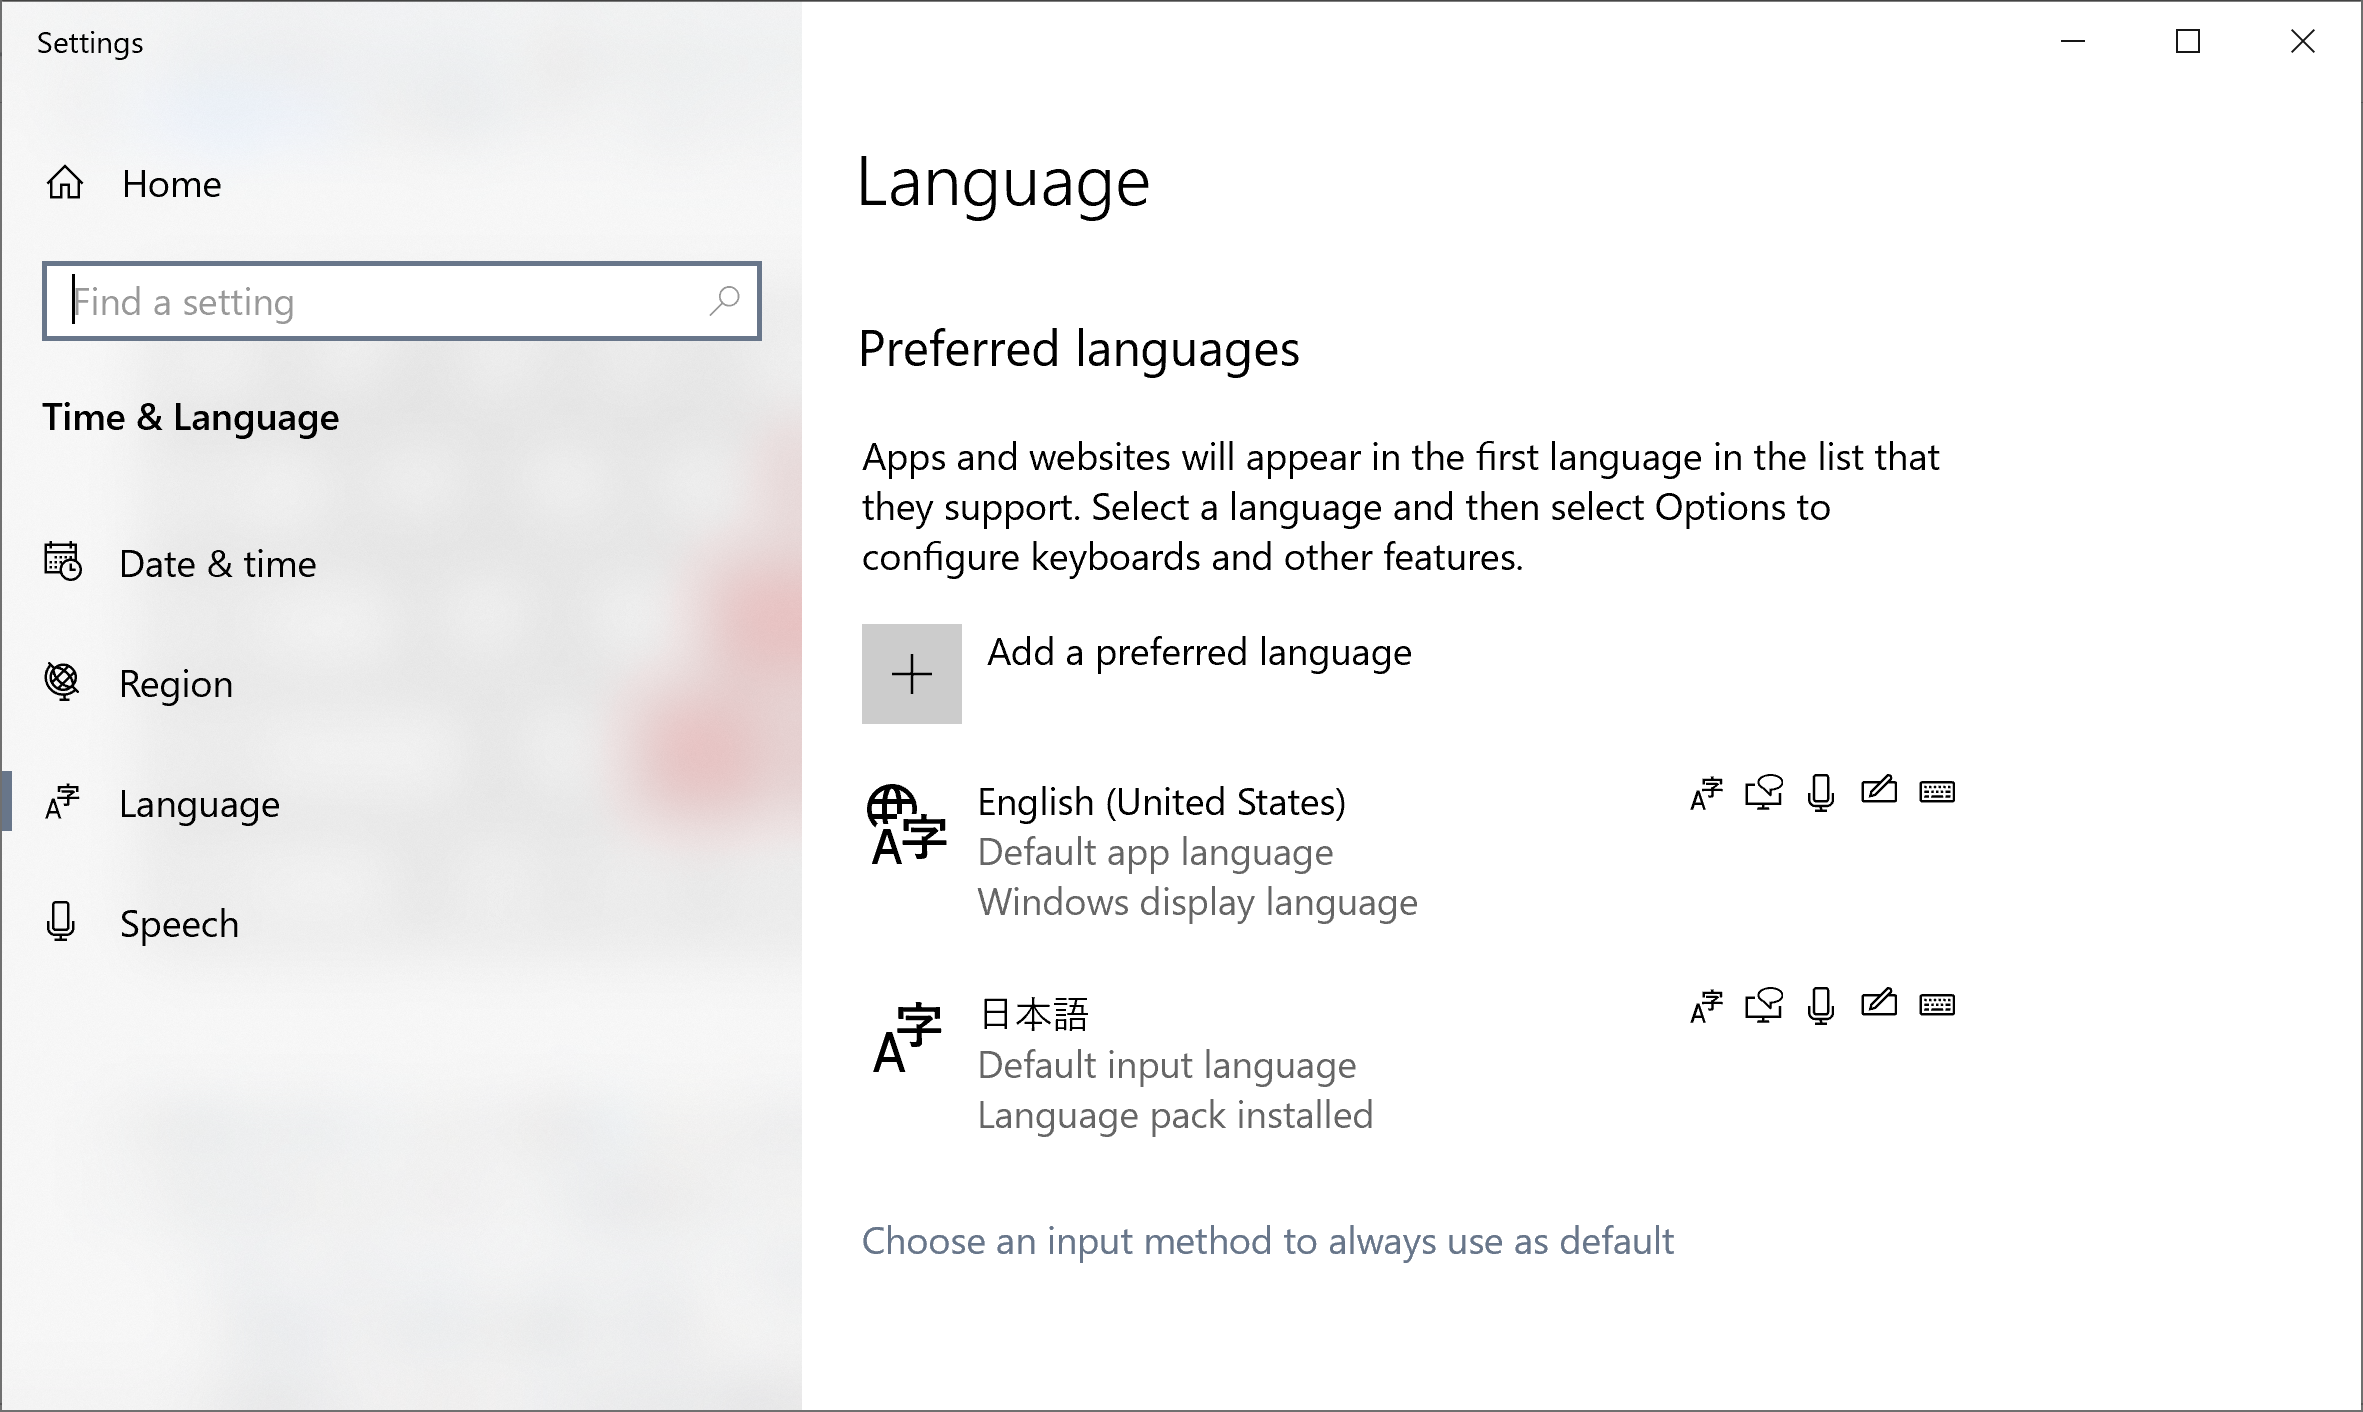 Settings
Home
Find a setting
Time & Language
Date & time
Region
Language
Speech
Language
Preferred languages
Apps and websites will appear in the first language in the list that
they support. Select a language and then select Options to
configure keyboards and other features.
Add a preferred language
English (United States)
Default app language
Windows display language
日本語
Default input language
Language pack installed
Choose an input method to always use as default